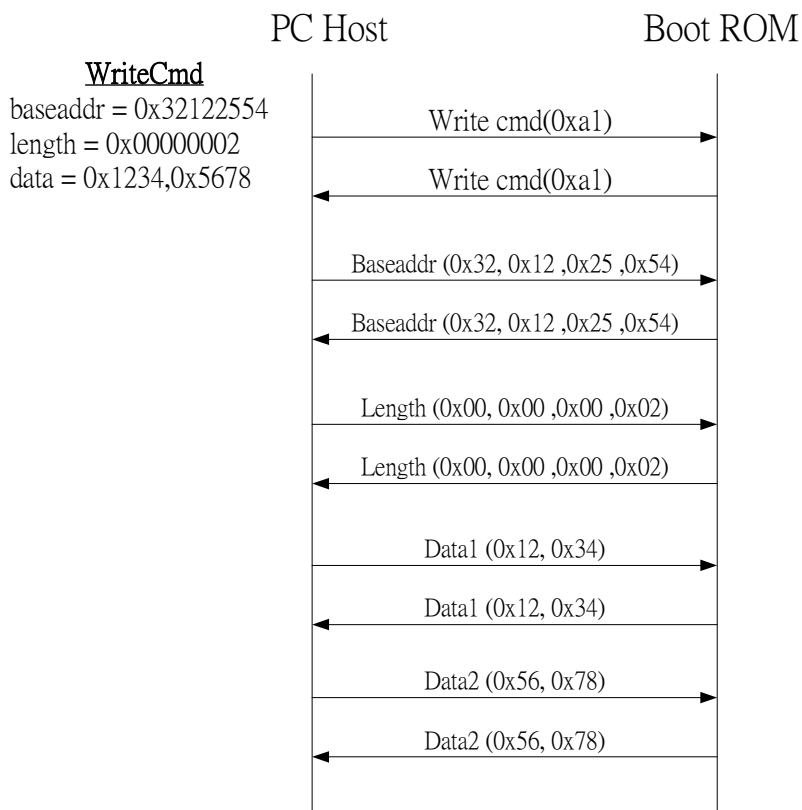 PC Host
Boot ROM
WriteCmd
baseaddr = 0x32122554
length = 0x00000002
data = 0x1234,0x5678
Write cmd(0xa1)
Write cmd(0xa1)
Baseaddr (0x32, 0x12 ,0x25 ,0x54)
Baseaddr (0x32, 0x12 ,0x25 ,0x54)
Length (0x00, 0x00 ,0x00 ,0x02)
Length (0x00, 0x00 ,0x00 ,0x02)
Data1 (0x12, 0x34)
Data1 (0x12, 0x34)
Data2 (0x56, 0x78)
Data2 (0x56, 0x78)